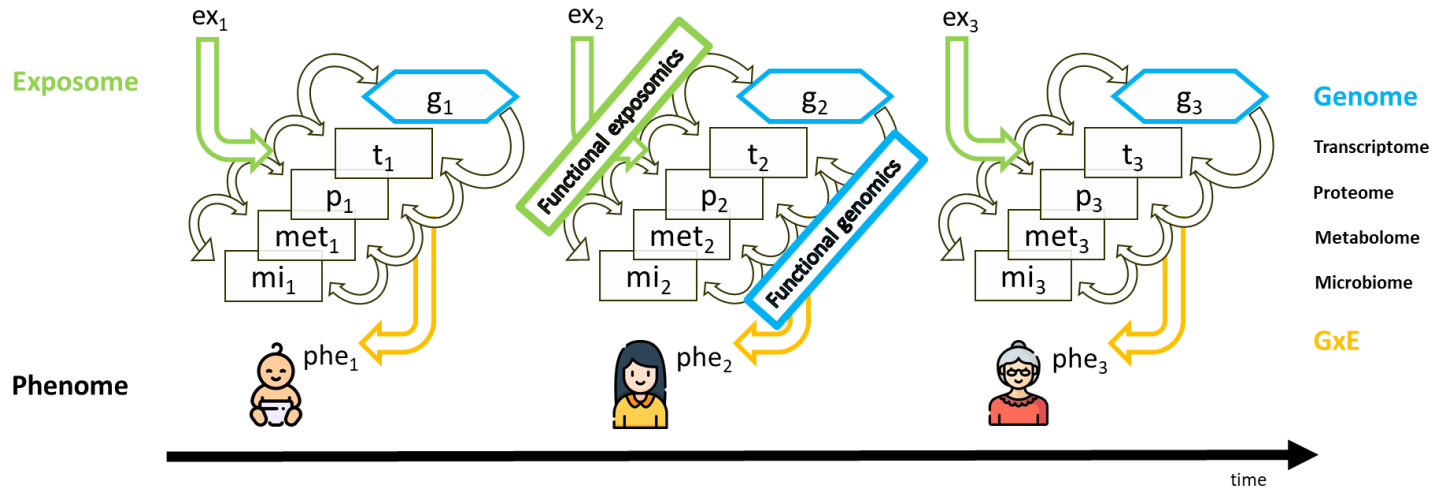 ex₁
ex₂
ex₃
Exposome
Functional exposomics
g₁
g₂
g₃
Genome
t₁
t₂
t₃
Transcriptome
p₁
p₂
p₃
Proteome
met₁
met₂
met₃
Metabolome
mi₁
mi₂
mi₃
Microbiome
Functional genomics
GxE
phe₁
phe₂
phe₃
Phenome
time